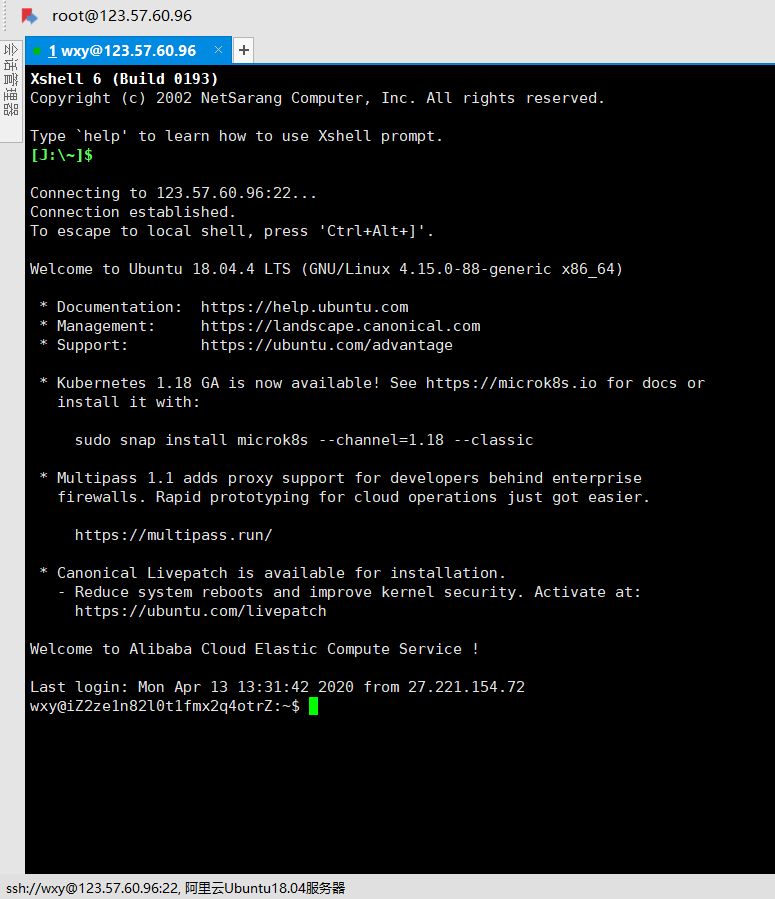 root@123.57.60.96
1 wxy@123.57.60.96 × +
会话管理器
Xshell 6 (Build 0193)
Copyright (c) 2002 NetSarang Computer, Inc. All rights reserved.
Type `help' to learn how to use Xshell prompt.
[J:\~]$
Connecting to 123.57.60.96:22...
Connection established.
To escape to local shell, press 'Ctrl+Alt+]'.
Welcome to Ubuntu 18.04.4 LTS (GNU/Linux 4.15.0-88-generic x86_64)
* Documentation:  https://help.ubuntu.com
* Management:     https://landscape.canonical.com
* Support:        https://ubuntu.com/advantage
* Kubernetes 1.18 GA is now available! See https://microk8s.io for docs or
install it with:
sudo snap install microk8s --channel=1.18 --classic
* Multipass 1.1 adds proxy support for developers behind enterprise
firewalls. Rapid prototyping for cloud operations just got easier.
https://multipass.run/
* Canonical Livepatch is available for installation.
- Reduce system reboots and improve kernel security. Activate at:
https://ubuntu.com/livepatch
Welcome to Alibaba Cloud Elastic Compute Service !
Last login: Mon Apr 13 13:31:42 2020 from 27.221.154.72
wxy@iZ2ze1n82l0t1fmx2q4otrZ:~$
ssh://wxy@123.57.60.96:22, 阿里云Ubuntu18.04服务器